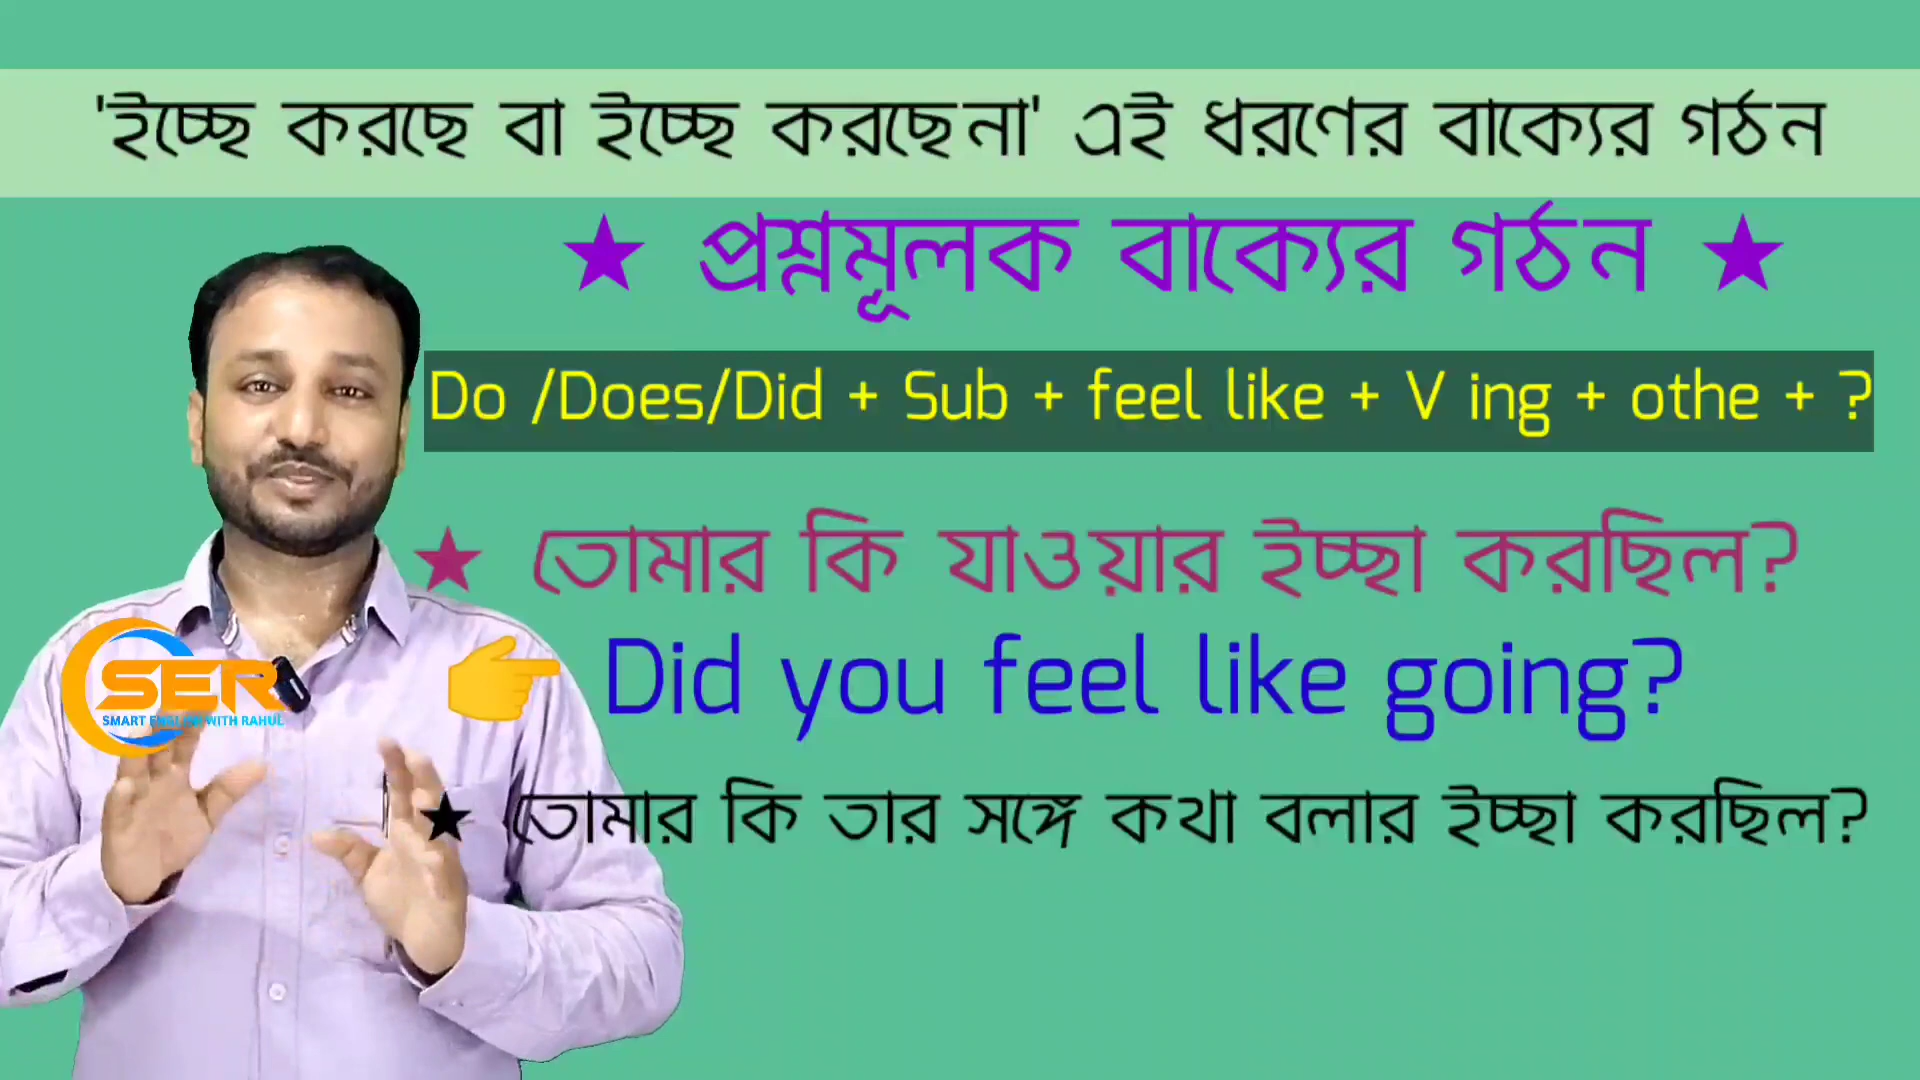 'ইচ্ছে করছে বা ইচ্ছে করছেনা' এই ধরণের বাক্যের গঠন
★ প্রশ্নমূলক বাক্যের গঠন ★
Do /Does/Did + Sub + feel like + V ing + othe + ?
★ তোমার কি যাওয়ার ইচ্ছা করছিল?
👉 Did you feel like going?
SER
SMART ENGLISH WITH RAHUL
★ তোমার কি তার সঙ্গে কথা বলার ইচ্ছা করছিল?